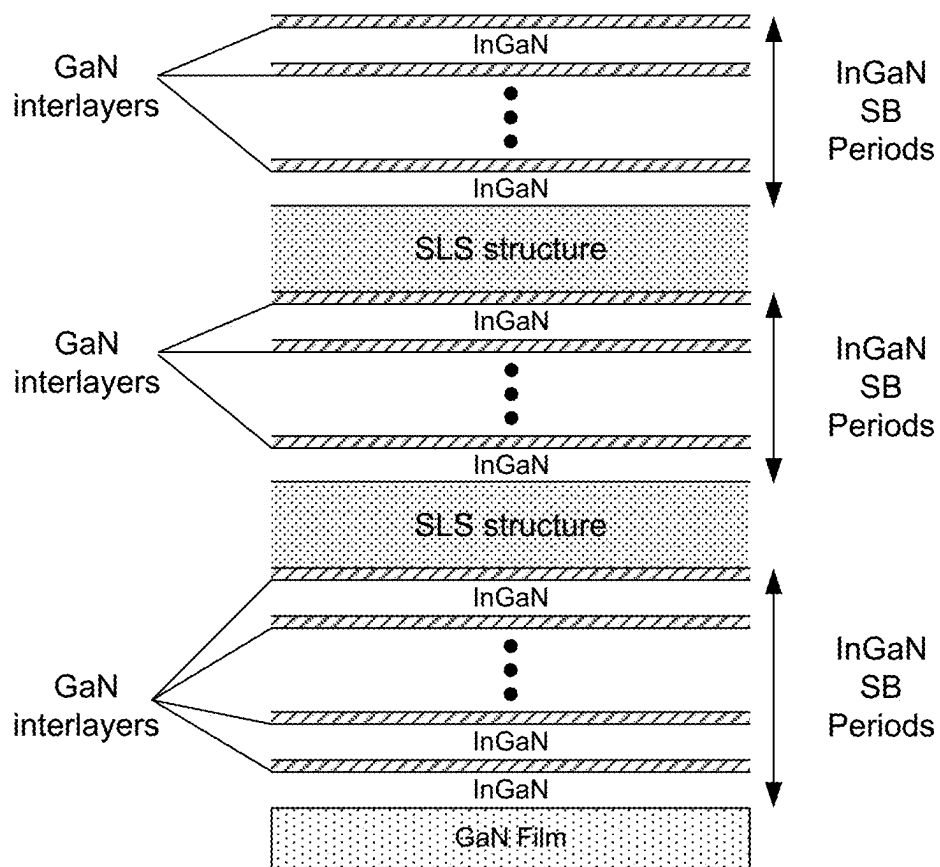 InGaN
GaN
interlayers
InGaN
SB
Periods
InGaN
SLS structure
InGaN
GaN
interlayers
InGaN
SB
Periods
InGaN
SLS structure
InGaN
GaN
interlayers
InGaN
SB
Periods
InGaN
InGaN
GaN Film